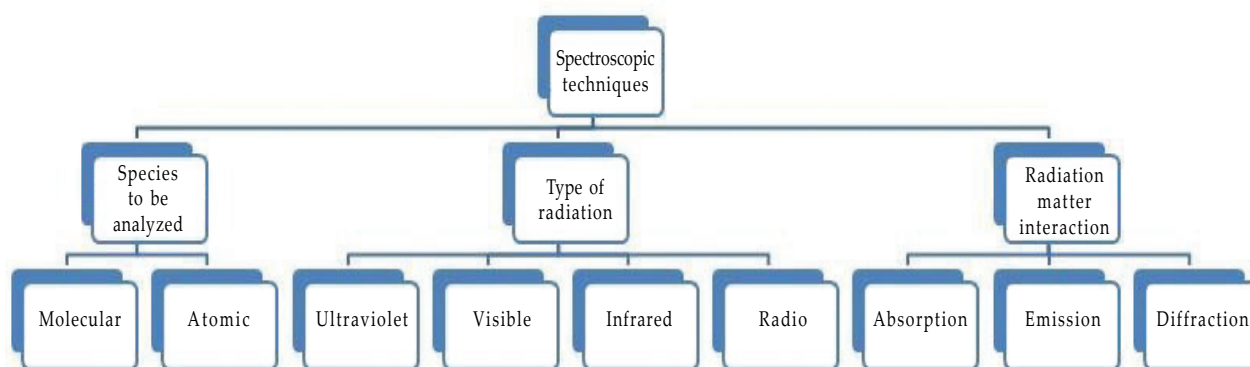 Spectroscopic
techniques
Species
to be
analyzed
Type of
radiation
Radiation
matter
interaction
Molecular
Atomic
Ultraviolet
Visible
Infrared
Radio
Absorption
Emission
Diffraction